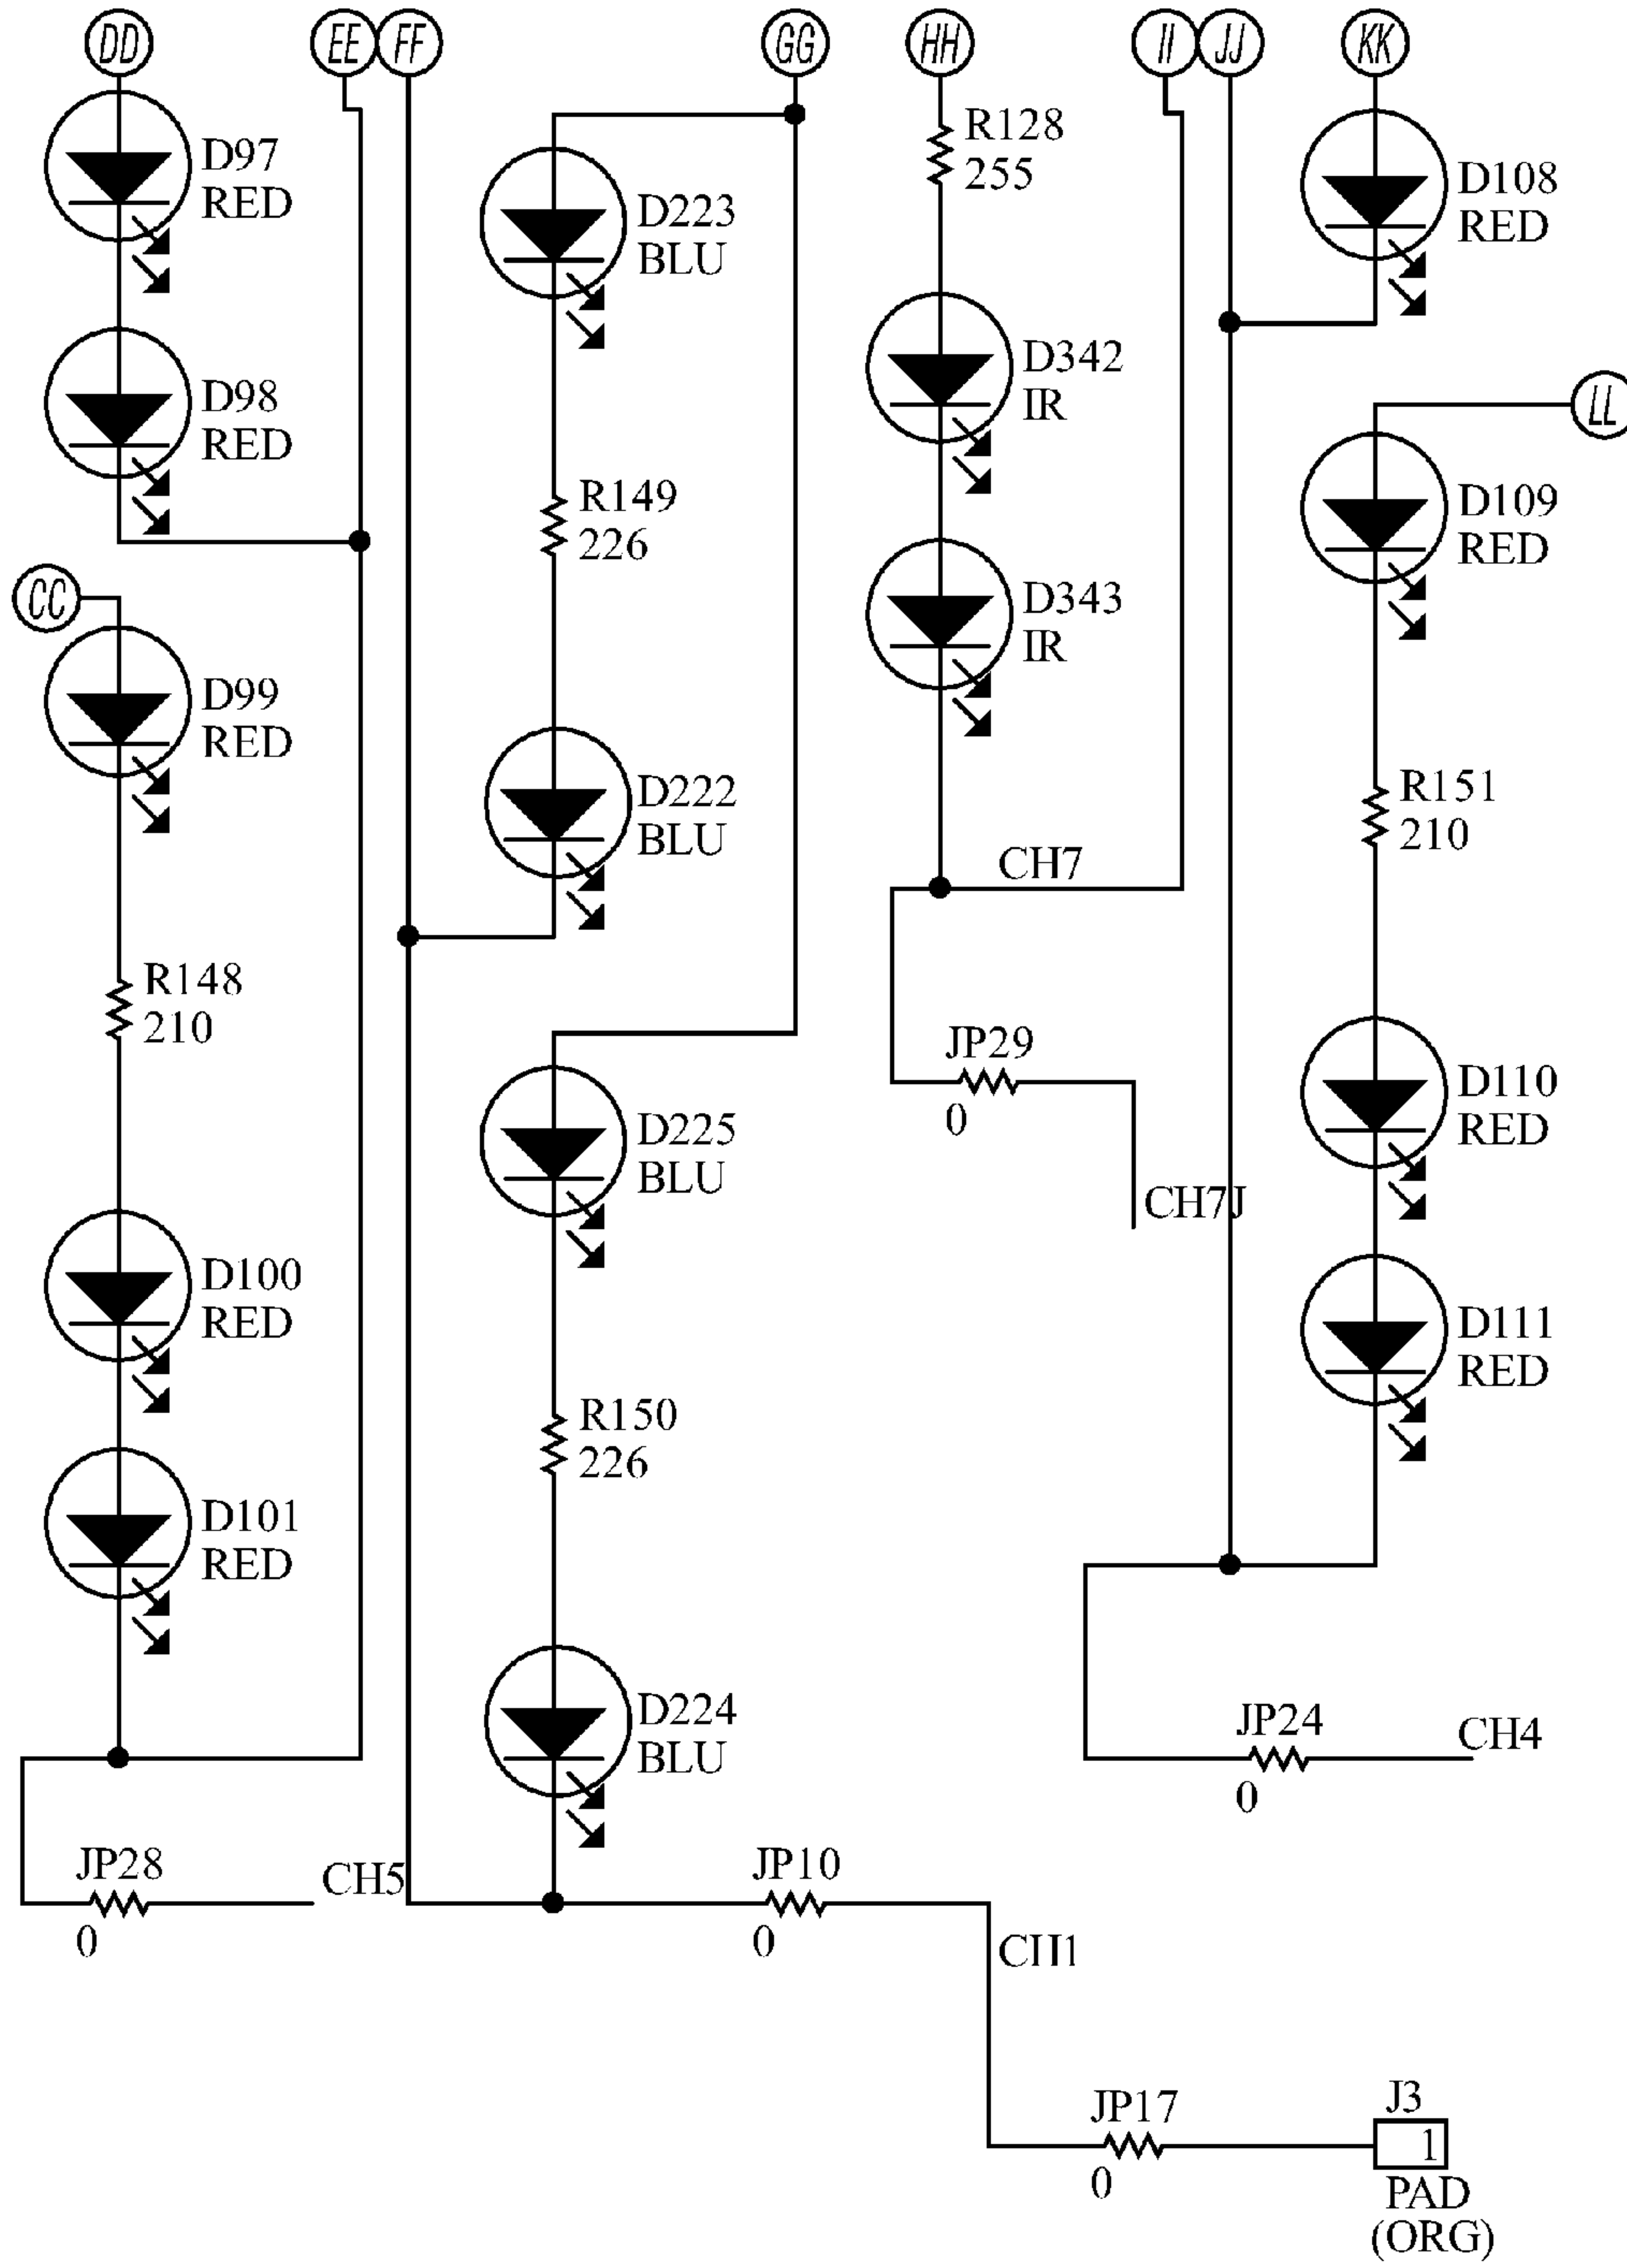 DD
EE
FF
GG
HH
II
JJ
KK
D97
RED
D98
RED
CC
D99
RED
R148
210
D100
RED
D101
RED
JP28
0
CH5
D223
BLU
R149
226
D222
BLU
D225
BLU
R150
226
D224
BLU
JP10
0
CH1
R128
255
D342
IR
D343
IR
CH7
JP29
0
CH7J
D108
RED
LL
D109
RED
R151
210
D110
RED
D111
RED
JP24
0
CH4
JP17
0
J3
1
PAD
(ORG)